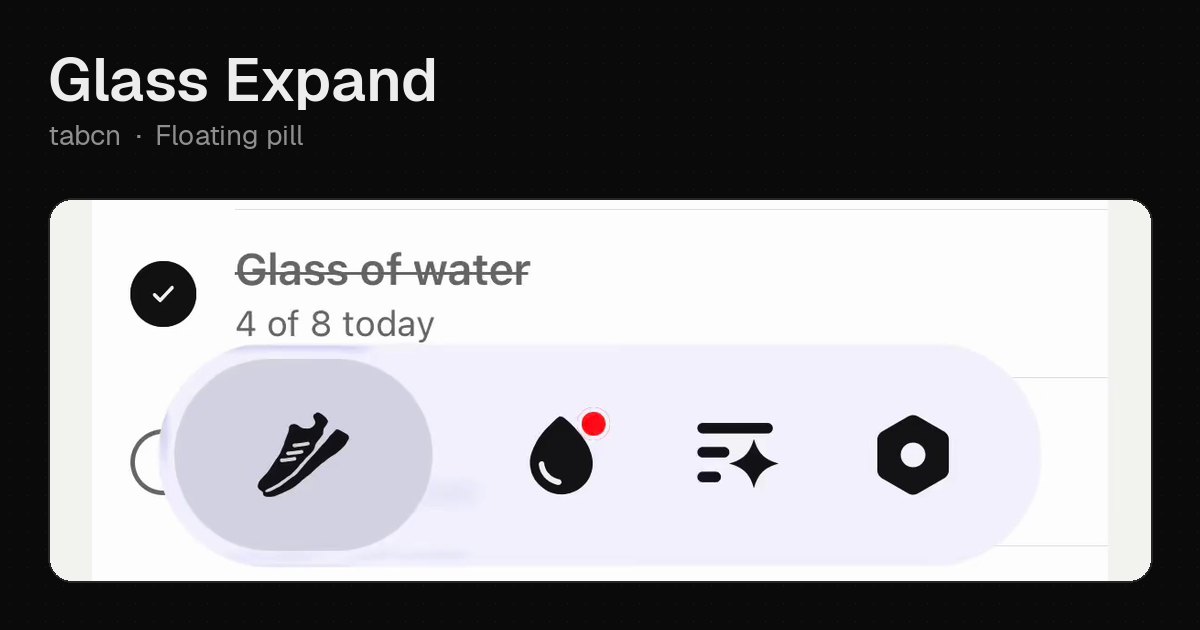 Glass Expand
tabcn · Floating pill
Glass of water
4 of 8 today